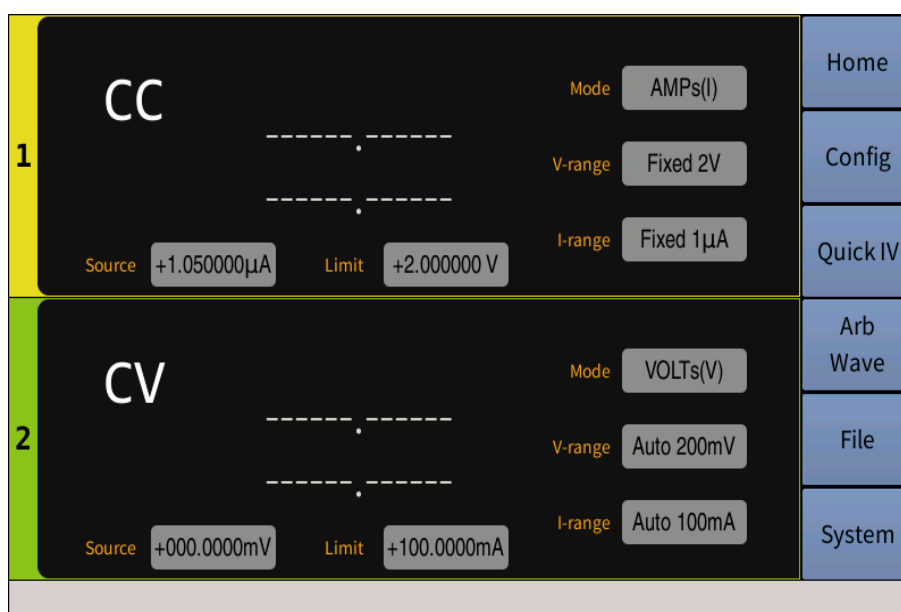 1
CC
------.------
------.------
Mode AMPs(I)
V-range Fixed 2V
I-range Fixed 1µA
Source +1.050000µA Limit +2.000000 V
2
CV
------.------
------.------
Mode VOLTs(V)
V-range Auto 200mV
I-range Auto 100mA
Source +000.0000mV Limit +100.0000mA
Home
Config
Quick IV
Arb
Wave
File
System